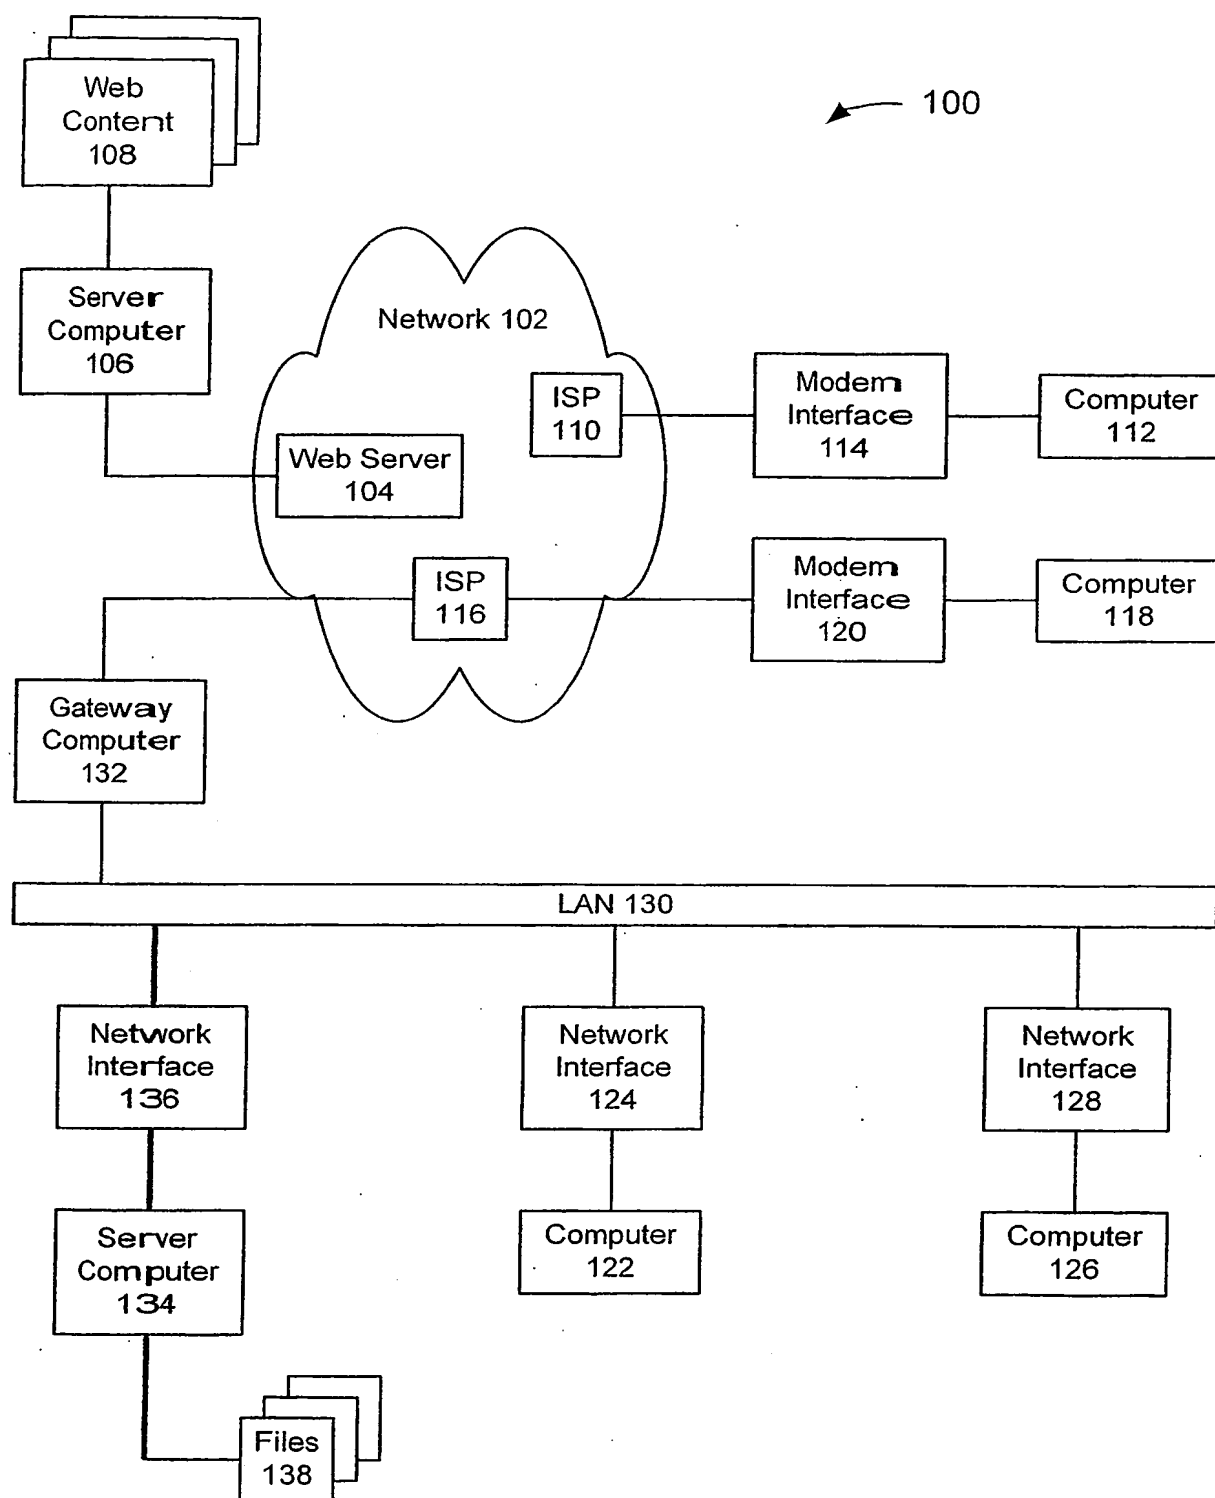 Web
Content
108
100
Server
Computer
106
Network 102
ISP
110
Modem
Interface
114
Computer
112
Web Server
104
ISP
116
Modem
Interface
120
Computer
118
Gateway
Computer
132
LAN 130
Network
Interface
136
Network
Interface
124
Network
Interface
128
Server
Computer
134
Computer
122
Computer
126
Files
138